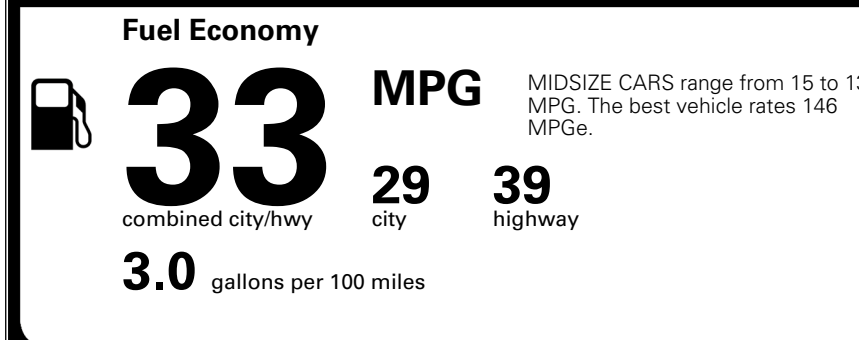 Fuel Economy
33
MPG
MIDSIZE CARS range from 15 to
MPG. The best vehicle rates 146
MPGe.
29
39
combined city/hwy
city
highway
3.0 gallons per 100 miles